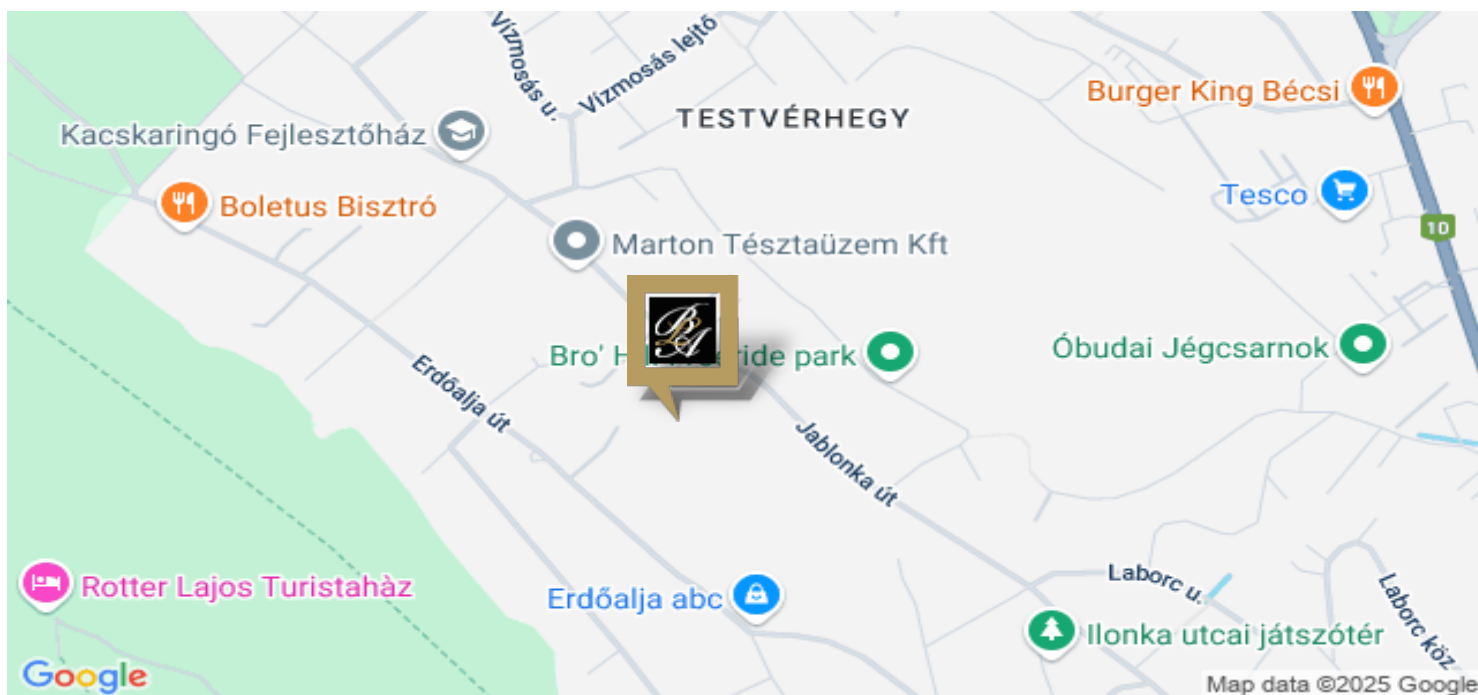 Vízmosás u.
Vízmosás lejtő
TESTVÉRHEGY
Burger King Bécsi
Kacskaringó Fejlesztőház
Boletus Bisztró
Tesco
10
Marton Tésztaüzem Kft
BA
Bro' H ride park
Óbudai Jégcsarnok
Erdőalja út
Jablonka út
Rotter Lajos Turistahàz
Erdőalja abc
Laborc u.
Laborc köz
Ilonka utcai játszótér
Google
Map data ©2025 Google